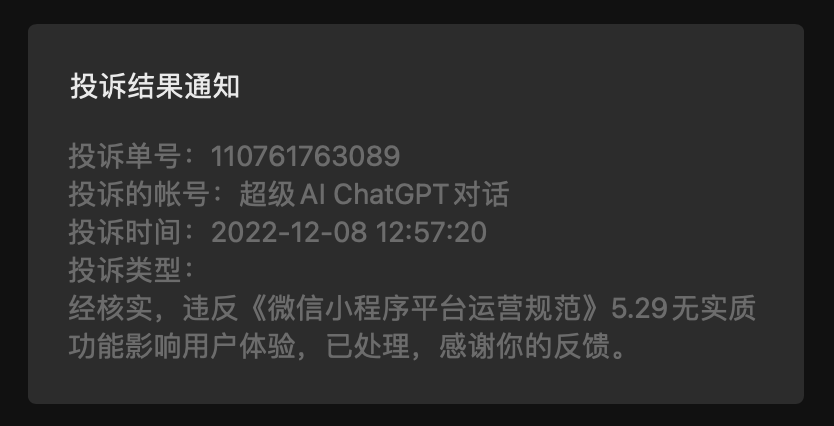 投诉结果通知
投诉单号：110761763089
投诉的帐号：超级AI ChatGPT对话
投诉时间：2022-12-08 12:57:20
投诉类型：
经核实，违反《微信小程序平台运营规范》5.29无实质
功能影响用户体验，已处理，感谢你的反馈。